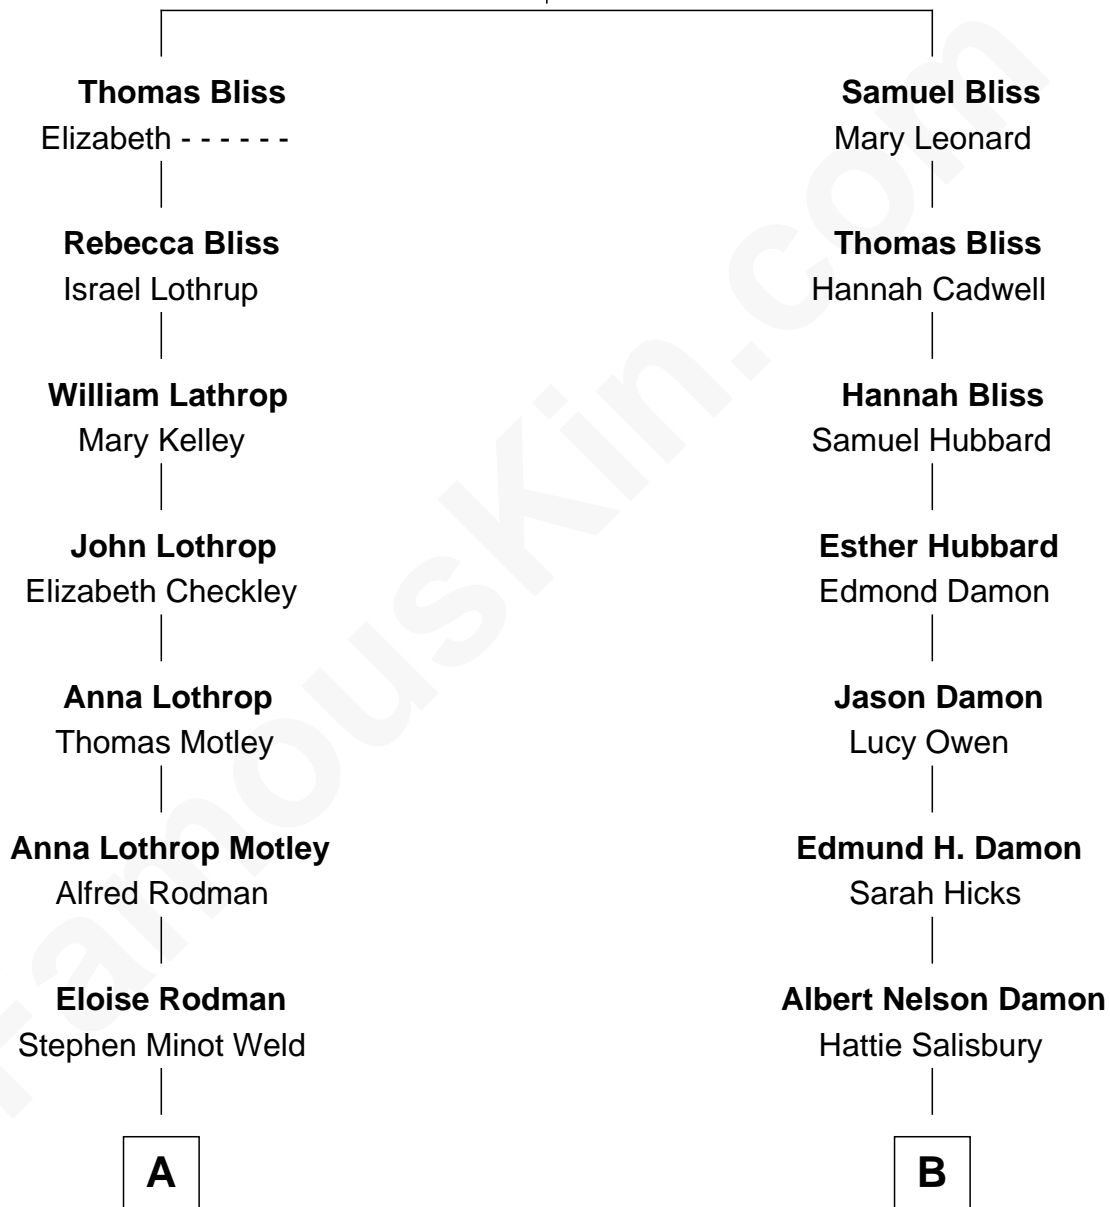 Thomas Bliss
Elizabeth - - - - - -
Samuel Bliss
Mary Leonard
Rebecca Bliss
Israel Lothrup
Thomas Bliss
Hannah Cadwell
William Lathrop
Mary Kelley
Hannah Bliss
Samuel Hubbard
John Lothrop
Elizabeth Checkley
Esther Hubbard
Edmond Damon
Anna Lothrop
Thomas Motley
Jason Damon
Lucy Owen
Anna Lothrop Motley
Alfred Rodman
Edmund H. Damon
Sarah Hicks
Eloise Rodman
Stephen Minot Weld
Albert Nelson Damon
Hattie Salisbury
A
B
FamousKin.com